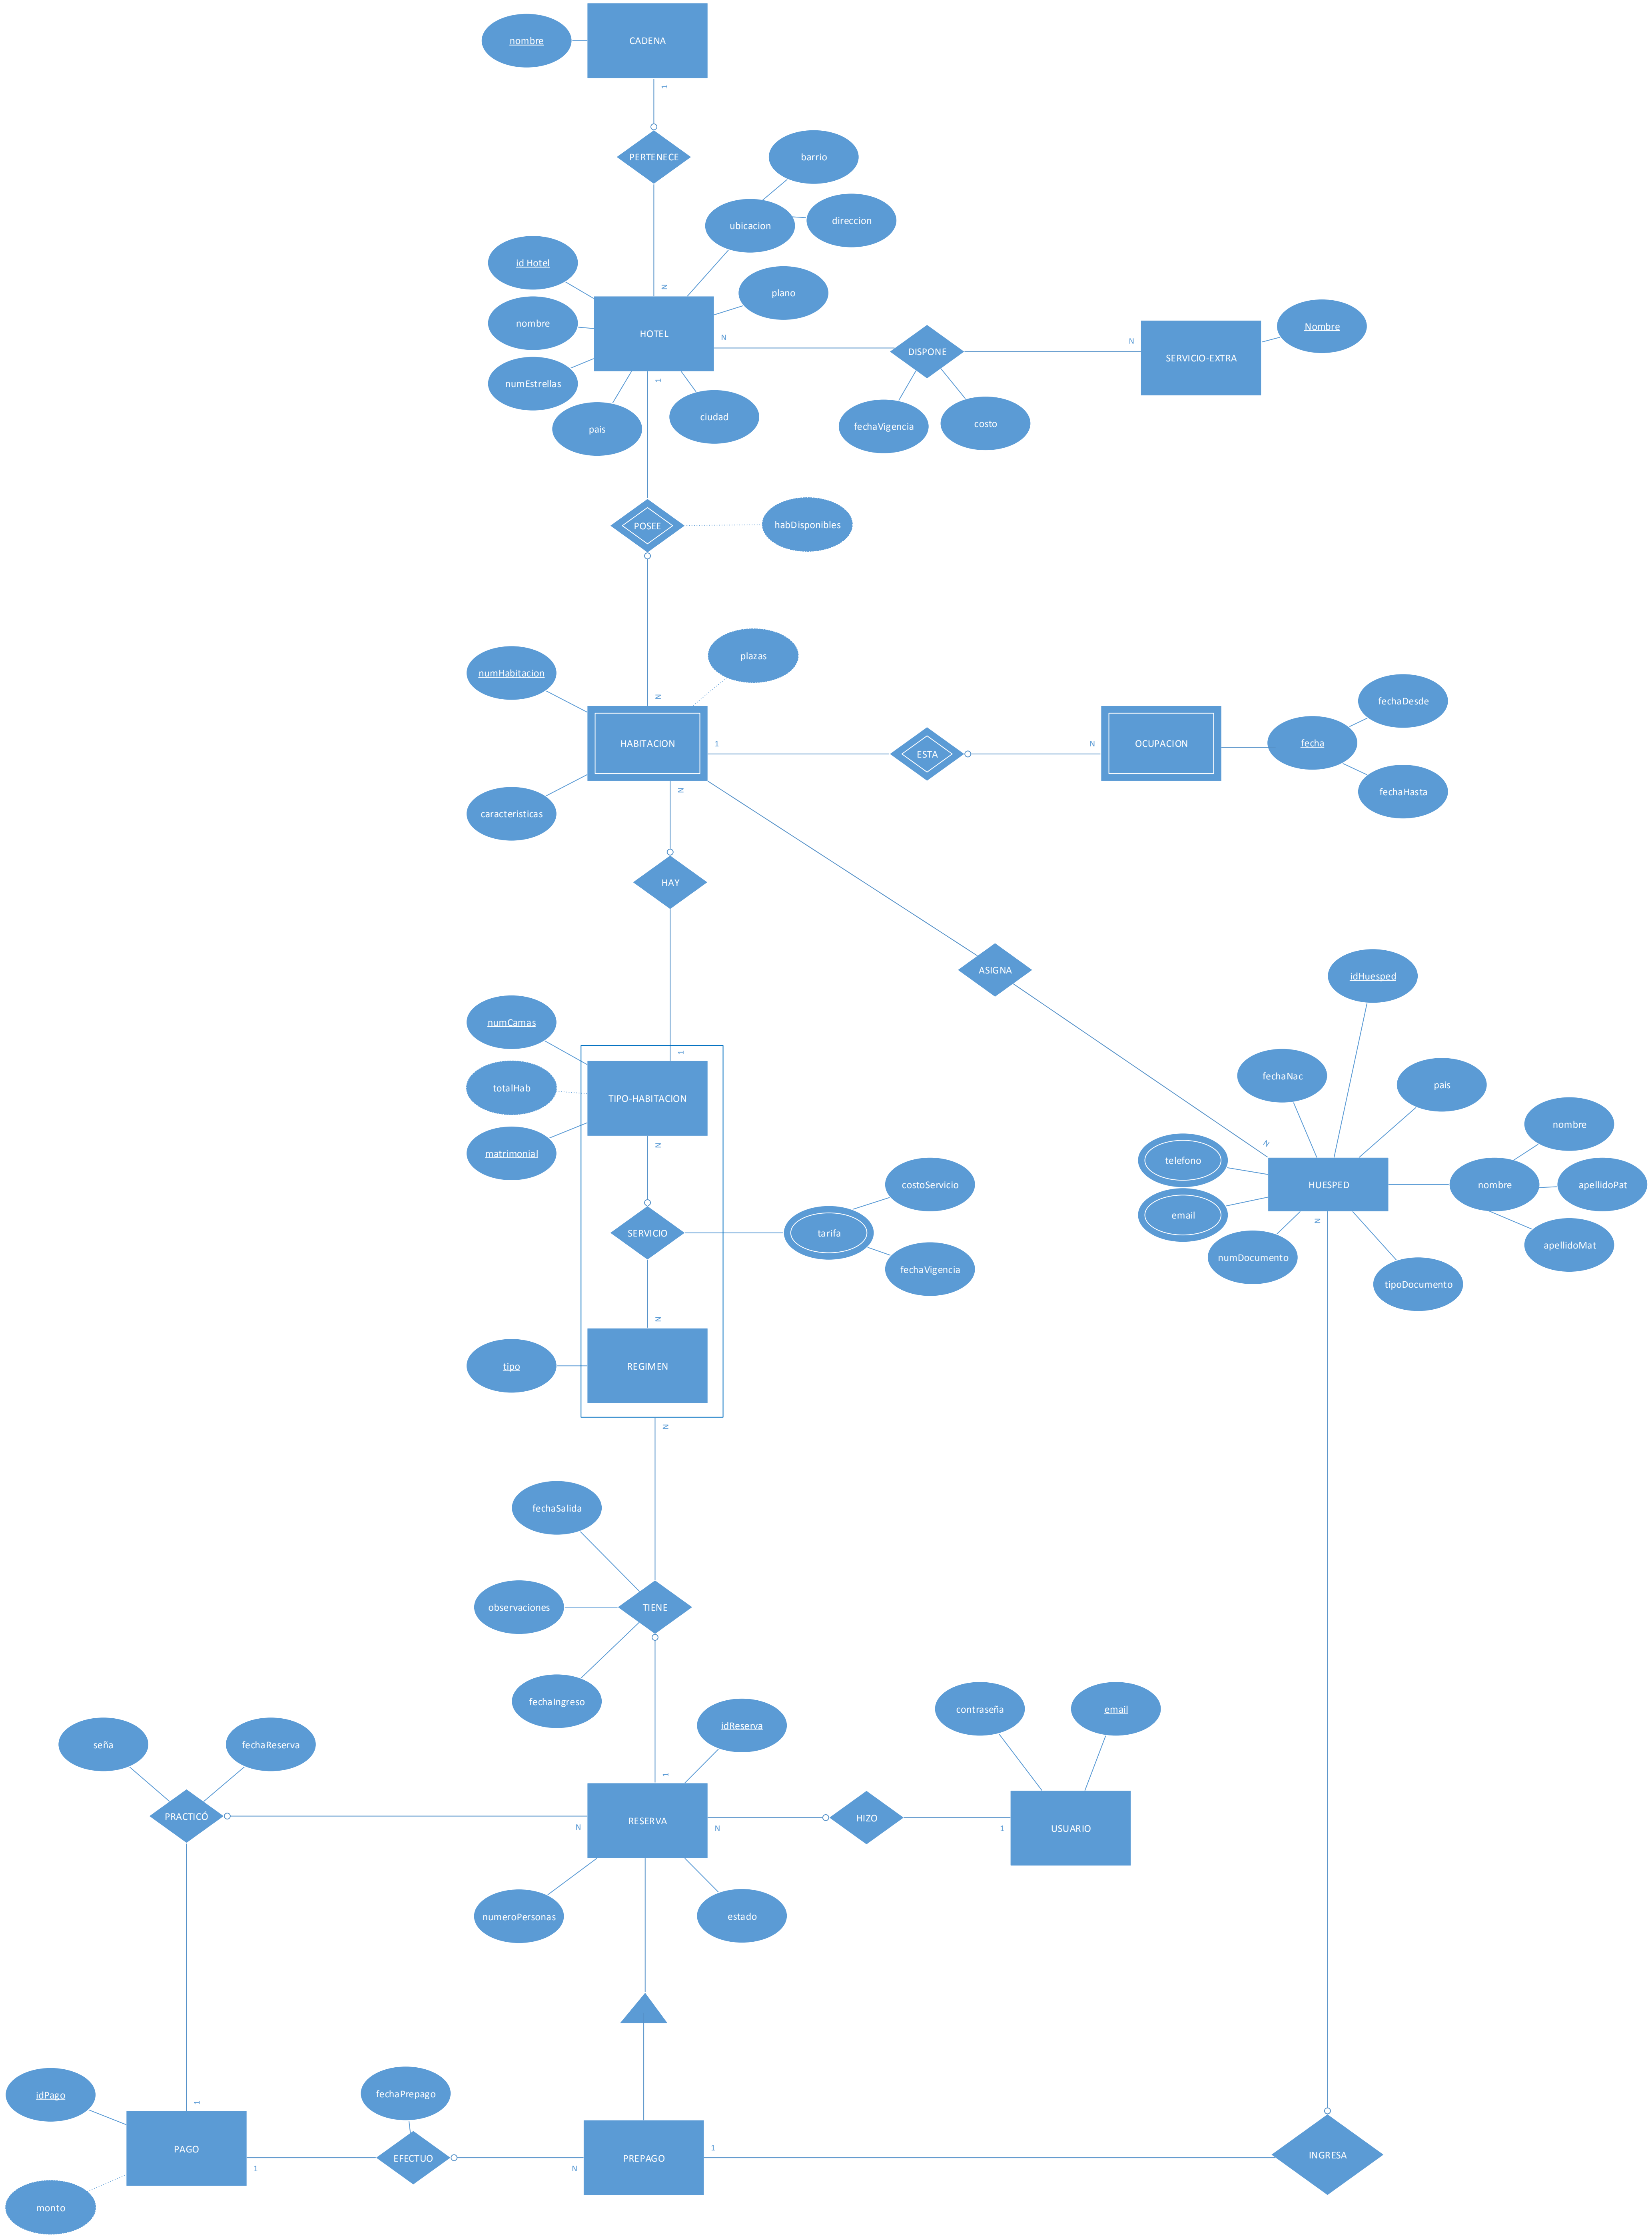 nombre
CADENA
1
PERTENECE
barrio
ubicacion
direccion
id Hotel
N
plano
nombre
HOTEL
N
DISPONE
N
SERVICIO-EXTRA
Nombre
numEstrellas
1
pais
ciudad
fechaVigencia
costo
POSEE
habDisponibles
plazas
numHabitacion
N
HABITACION
1
ESTA
N
OCUPACION
fecha
fechaDesde
fechaHasta
caracteristicas
N
HAY
ASIGNA
idHuesped
numCamas
1
totalHab
TIPO-HABITACION
matrimonial
N
fechaNac
pais
nombre
N
telefono
HUESPED
nombre
apellidoPat
email
N
apellidoMat
numDocumento
tipoDocumento
costoServicio
SERVICIO
tarifa
fechaVigencia
N
tipo
REGIMEN
N
fechaSalida
observaciones
TIENE
fechaIngreso
idReserva
contraseña
email
seña
fechaReserva
1
PRACTICÓ
N
RESERVA
N
HIZO
1
USUARIO
numeroPersonas
estado
idPago
1
fechaPrepago
PAGO
1
EFECTUO
N
PREPAGO
1
INGRESA
monto